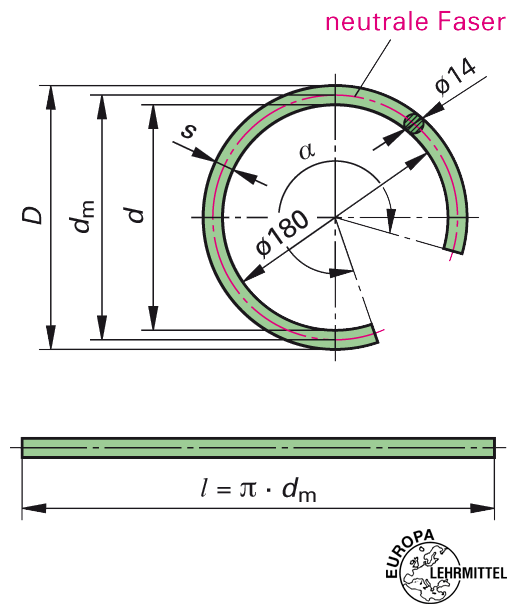 neutrale Faser
ø14
s
α
D
dm
d
ø180
l = π · dm
EUROPA
LEHRMITTEL